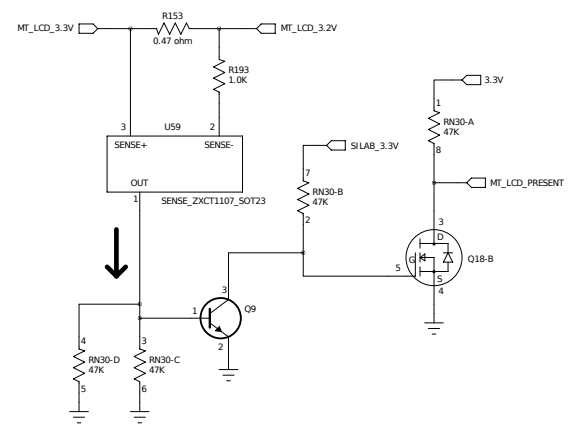 R153
MT_LCD_3.3V
MT_LCD_3.2V
0.47 ohm
R193
1.0K
3.3V
1
RN30-A
47K
8
3
U59
2
SENSE+
SENSE-
SILAB_3.3V
OUT
7
RN30-B
47K
2
MT_LCD_PRESENT
1
SENSE_ZXCT1107_SOT23
3
D
G
Q18-B
5
S
4
3
1
Q9
2
4
RN30-D
47K
5
3
RN30-C
47K
6